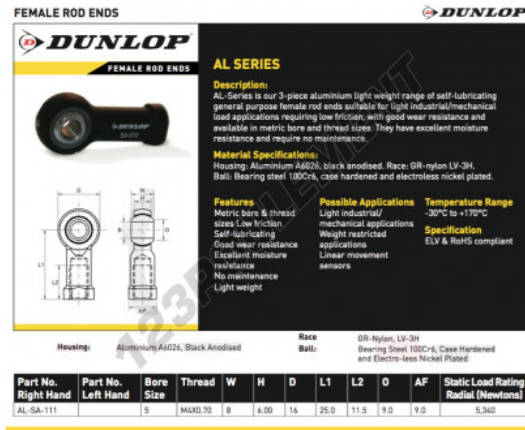 FEMALE ROD ENDS
DUNLOP
DUNLOP
FEMALE ROD ENDS
AL SERIES
Description:
AL-Series is our 3-piece aluminium light weight range of self-lubricating
general purpose female rod ends suitable for light industrial/mechanical
load applications requiring low friction, with good wear resistance and
available in metric bore and thread sizes. They have excellent moisture
resistance and require no maintenance.
Material Specifications:
Housing: Aluminium A6026, black anodised. Race: GR-nylon LV-3H.
Ball: Bearing steel 100Cr6, case hardened and electroless nickel plated.
DUNLOP
Features
Metric bore & thread
sizes Low friction
Self-lubricating
Good wear resistance
Excellent moisture
resistance
No maintenance
Light weight
Possible Applications
Light industrial/
mechanical applications
Weight restricted
applications
Linear movement
sensors
Temperature Range
-30°C to +170°C
Specification
ELV & RoHS compliant
D
W
H
B
O
L1
L2
A/F
123ROULEMENT
Housing: Aluminium A6026, Black Anodised
Race GR-Nylon, LV-3H
Ball: Bearing Steel 100Cr6, Case Hardened
and Electro-less Nickel Plated
Part No. Right Hand Part No. Left Hand Bore Size Thread W H D L1 L2 O AF Static Load Rating Radial (Newtons)
AL-SA-111 5 M4X0.70 8 6.00 16 25.0 11.5 9.0 9.0 5,340